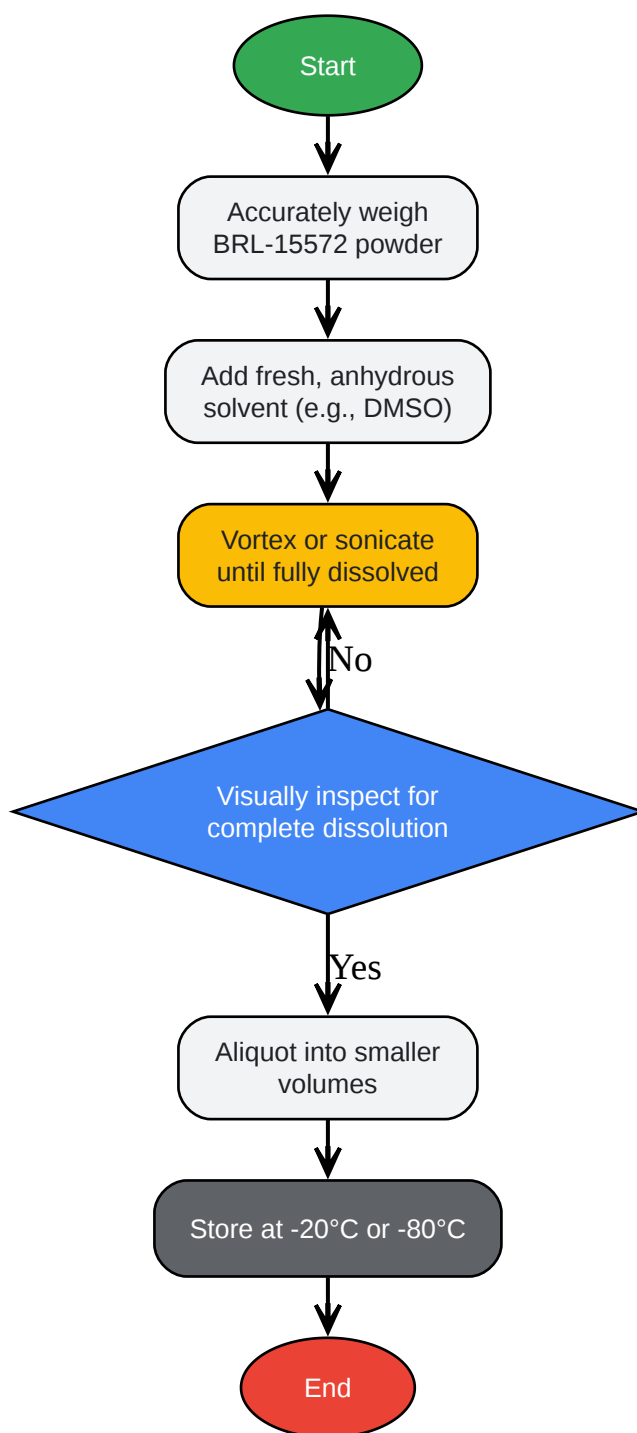 Start
Accurately weigh
BRL-15572 powder
Add fresh, anhydrous
solvent (e.g., DMSO)
Vortex or sonicate
until fully dissolved
No
Visually inspect for
complete dissolution
Yes
Aliquot into smaller
volumes
Store at -20°C or -80°C
End